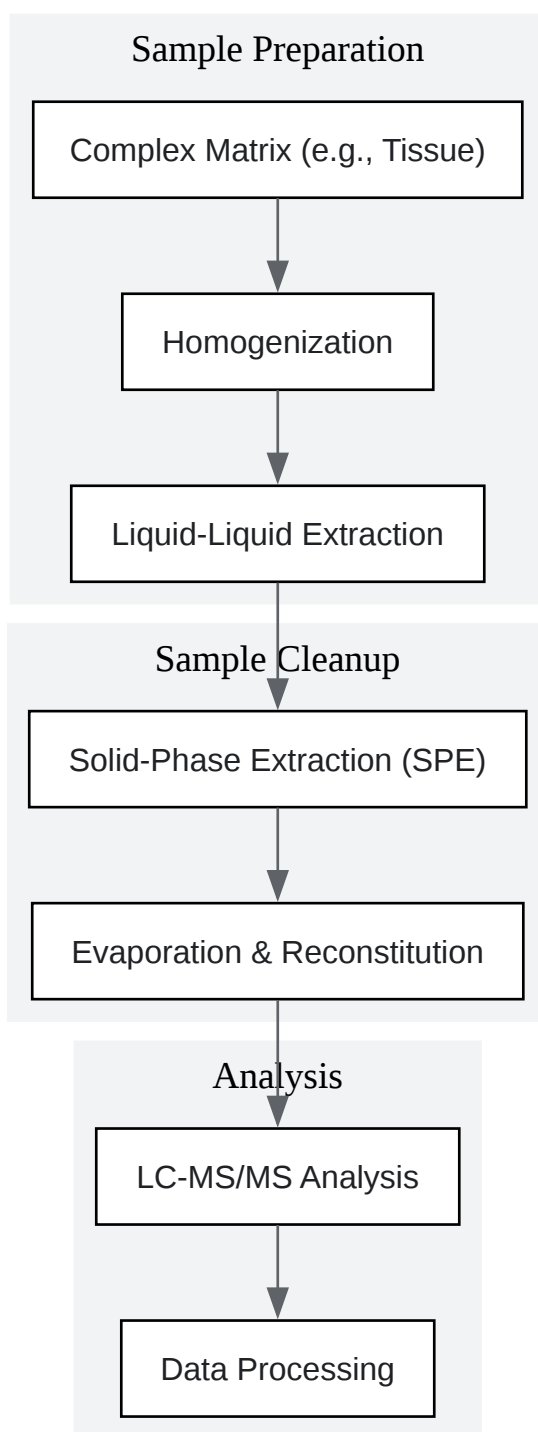 Sample Preparation
Complex Matrix (e.g., Tissue)
Homogenization
Liquid-Liquid Extraction
Sample Cleanup
Solid-Phase Extraction (SPE)
Evaporation & Reconstitution
Analysis
LC-MS/MS Analysis
Data Processing